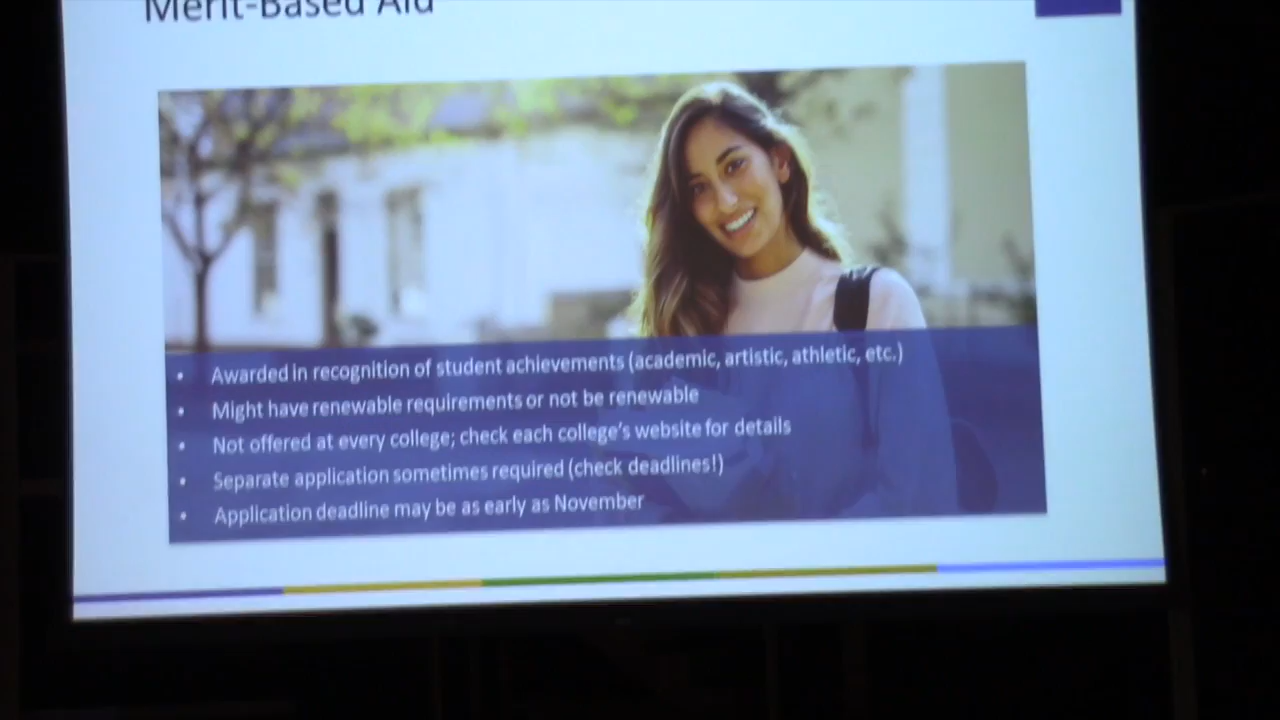 Merit-Based Aid
• Awarded in recognition of student achievements (academic, artistic, athletic, etc.)
• Might have renewable requirements or not be renewable
• Not offered at every college; check each college's website for details
• Separate application sometimes required (check deadlines!)
• Application deadline may be as early as November